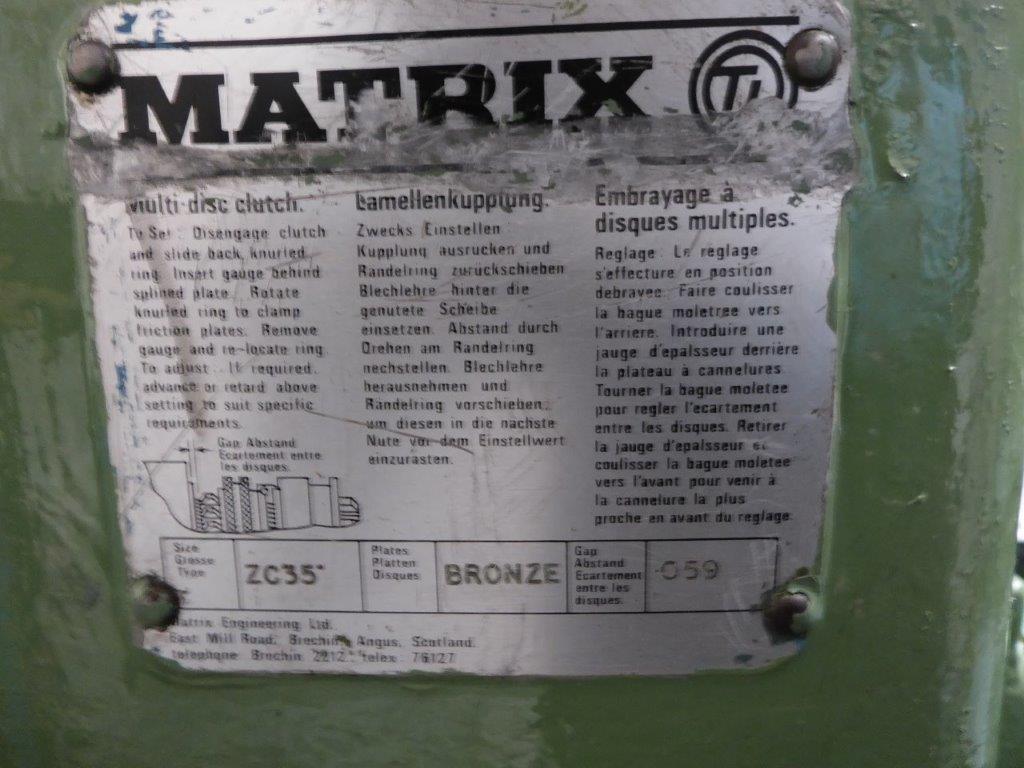 MATRIX
TI
Multi disc clutch.
To Set: Disengage clutch
and slide back knurled
ring. Insert gauge behind
splined plate. Rotate
knurled ring to clamp
friction plates. Remove
gauge and re-locate ring.
To adjust. If required.
advance or retard above
setting to suit specific
requirements.
Lamellenkupplung.
Zwecks Einstellen
Kupplung ausrucken und
Randelring zurückschieben
Blechlehre hinter die
genutete Scheibe
einsetzen. Abstand durch
Drehen am Randelring
nechstellen. Blechlehre
herausnehmen und
Rändelring vorschieben,
um diesen in die nachste
Nute vor dem Einstellwert
einzurasten.
Embrayage à
disques multiples.
Reglage: Le reglage
s'effecture en position
debrayee. Faire coulisser
la bague moletree vers
l'arriere. Introduire une
jauge d'epalsseur derrière
la plateau à cannelures
Tourner la bague moletee
pour regler l'ecartement
entre les disques. Retirer
la jauge d'epalsseur et
coulisser la bague moletee
vers l'avant pour venir à
la cannelure la plus
proche en avant du reglage.
Gap Abstand
Ecartement entre
les disques.
Size
Grosse
Type
ZC35
Plates
Platten
Disques
BRONZE
Gap
Abstand
Ecartement
entre les
disques.
·059
Matrix Engineering Ltd.
East Mill Road, Brechin, Angus, Scotland.
telephone Brechin 2212. telex 76127